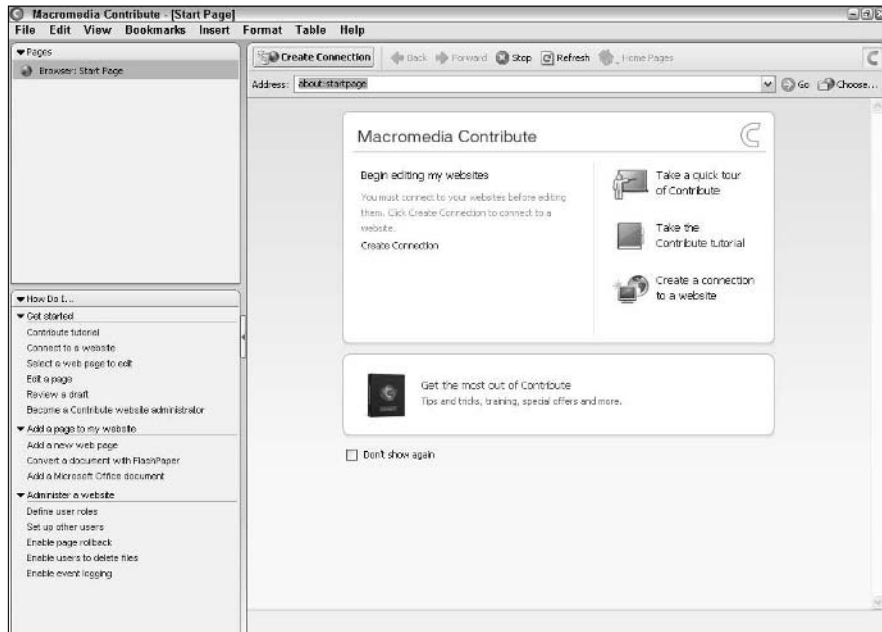 Macromedia Contribute - [Start Page]
File Edit View Bookmarks Insert Format Table Help
Pages
Browser: Start Page
Create Connection Back Forward Stop Refresh Home Pages
Address: about:startpage Go Choose...
Macromedia Contribute
Begin editing my websites
You must connect to your websites before editing
them. Click Create Connection to connect to a
website.
Create Connection
Take a quick tour
of Contribute
Take the
Contribute tutorial
Create a connection
to a website
Get the most out of Contribute
Tips and tricks, training, special offers and more.
Don't show again
How Do I...
Get started
Contribute tutorial
Connect to a website
Select a web page to edit
Edit a page
Review a draft
Become a Contribute website administrator
Add a page to my website
Add a new web page
Convert a document with FlashPaper
Add a Microsoft Office document
Administer a website
Define user roles
Set up other users
Enable page rollback
Enable users to delete files
Enable event logging